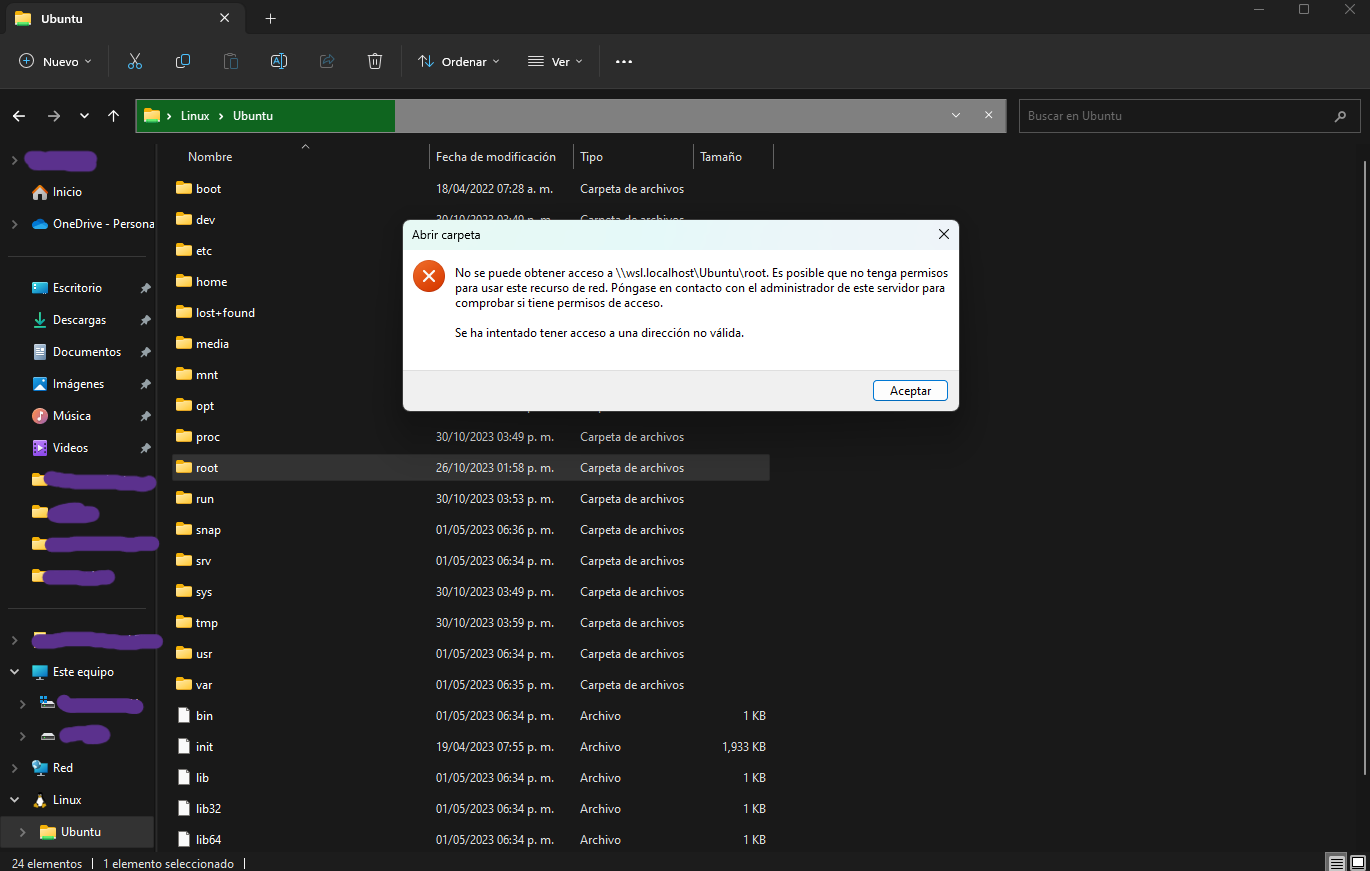 Ubuntu
Nuevo
Ordenar
Ver
Linux
Ubuntu
Buscar en Ubuntu
Inicio
OneDrive - Persona
Escritorio
Descargas
Documentos
Imágenes
Música
Videos
Este equipo
Red
Linux
Ubuntu
Nombre Fecha de modificación Tipo Tamaño
boot 18/04/2022 07:28 a. m. Carpeta de archivos
dev 30/10/2023 03:49 p. m. Carpeta de archivos
etc
home
lost+found
media
mnt
opt
proc 30/10/2023 03:49 p. m. Carpeta de archivos
root 26/10/2023 01:58 p. m. Carpeta de archivos
run 30/10/2023 03:53 p. m. Carpeta de archivos
snap 01/05/2023 06:36 p. m. Carpeta de archivos
srv 01/05/2023 06:34 p. m. Carpeta de archivos
sys 30/10/2023 03:49 p. m. Carpeta de archivos
tmp 30/10/2023 03:59 p. m. Carpeta de archivos
usr 01/05/2023 06:34 p. m. Carpeta de archivos
var 01/05/2023 06:35 p. m. Carpeta de archivos
bin 01/05/2023 06:34 p. m. Archivo 1 KB
init 19/04/2023 07:55 p. m. Archivo 1,933 KB
lib 01/05/2023 06:34 p. m. Archivo 1 KB
lib32 01/05/2023 06:34 p. m. Archivo 1 KB
lib64 01/05/2023 06:34 p. m. Archivo 1 KB
Abrir carpeta
No se puede obtener acceso a \\wsl.localhost\Ubuntu\root. Es posible que no tenga permisos
para usar este recurso de red. Póngase en contacto con el administrador de este servidor para
comprobar si tiene permisos de acceso.
Se ha intentado tener acceso a una dirección no válida.
Aceptar
24 elementos 1 elemento seleccionado